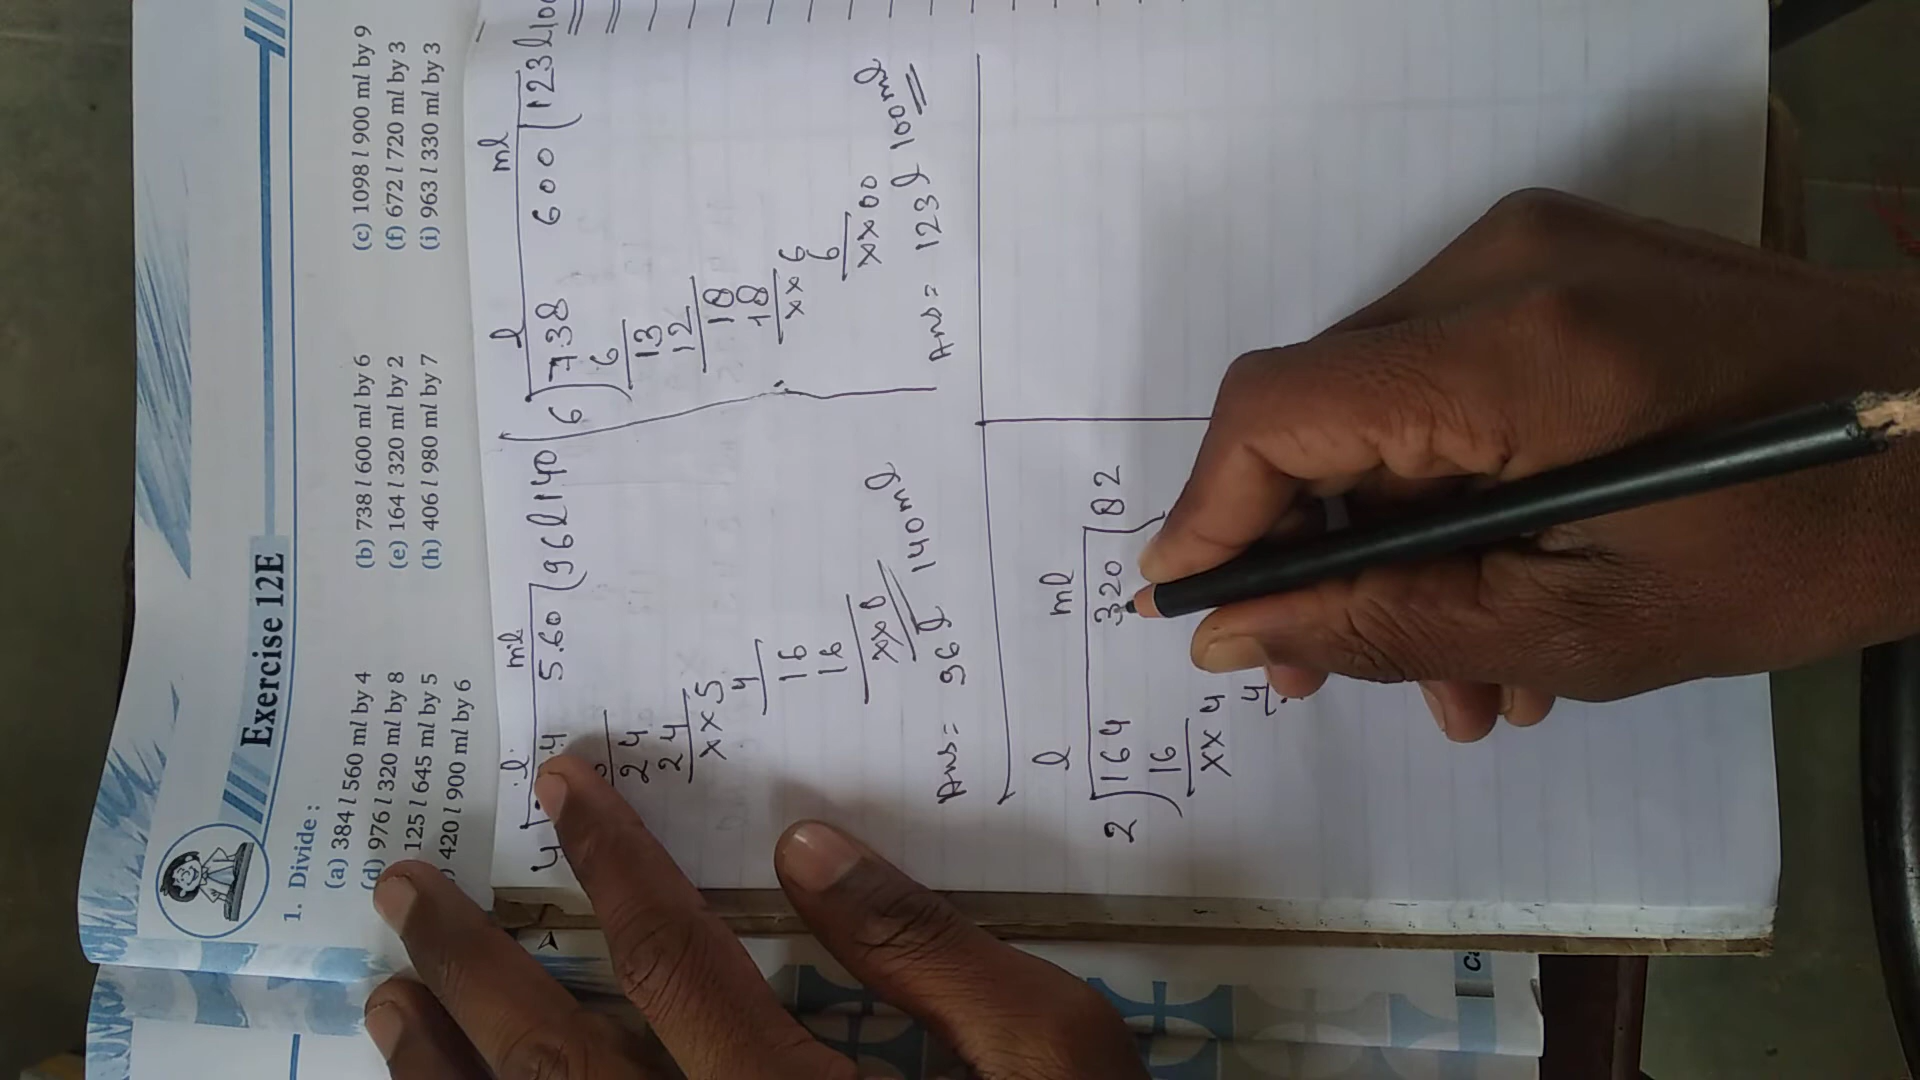 Exercise 12E
1. Divide :
(a) 384 l 560 ml by 4 (b) 738 l 600 ml by 6 (c) 1098 l 900 ml by 9
(d) 976 l 320 ml by 8 (e) 164 l 320 ml by 2 (f) 672 l 720 ml by 3
125 l 645 ml by 5 (h) 406 l 980 ml by 7 (i) 963 l 330 ml by 3
) 420 l 900 ml by 6
l ml
4 4 5.60 ( 96 l 140
24
24
xx5
4
16
16
xx0
Ans = 96 l 140 ml
l ml
6 ) 738 600 ( 123 l 100
6
13
12
18
18
xx6
6
xx00
Ans = 123 l 100 ml
l ml
2 ) 164 320 ( 82
16
xx4
4